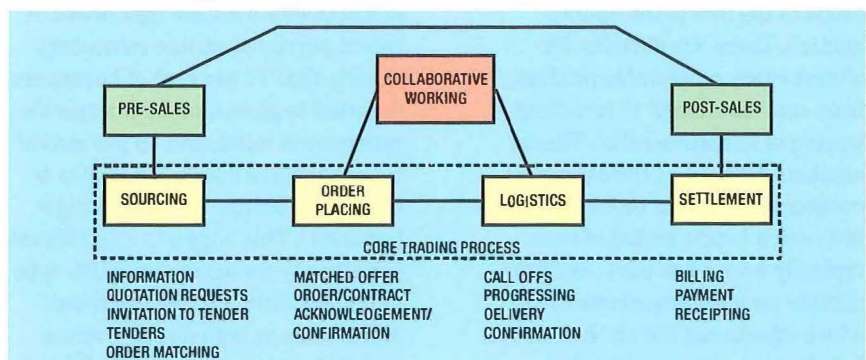 COLLABORATIVE
WORKING
PRE-SALES
POST-SALES
SOURCING
ORDER
PLACING
LOGISTICS
SETTLEMENT
CORE TRADING PROCESS
INFORMATION
QUOTATION REQUESTS
INVITATION TO TENDER
TENDERS
ORDER MATCHING
MATCHED OFFER
ORDER/CONTRACT
ACKNOWLEOGEMENT/
CONFIRMATION
CALL OFFS
PROGRESSING
OELIVERY
CONFIRMATION
BILLING
PAYMENT
RECEIPTING